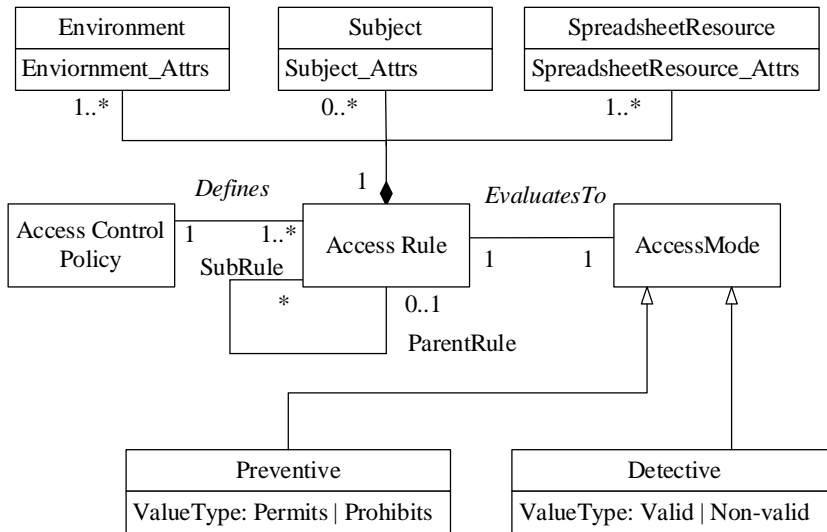 Environment
Enviornment_Attrs
1..*
Subject
Subject_Attrs
0..*
SpreadsheetResource
SpreadsheetResource_Attrs
1..*
1
Defines
EvaluatesTo
Access Control
Policy
1
1..*
Access Rule
1
1
AccessMode
SubRule
*
0..1
ParentRule
Preventive
ValueType: Permits | Prohibits
Detective
ValueType: Valid | Non-valid